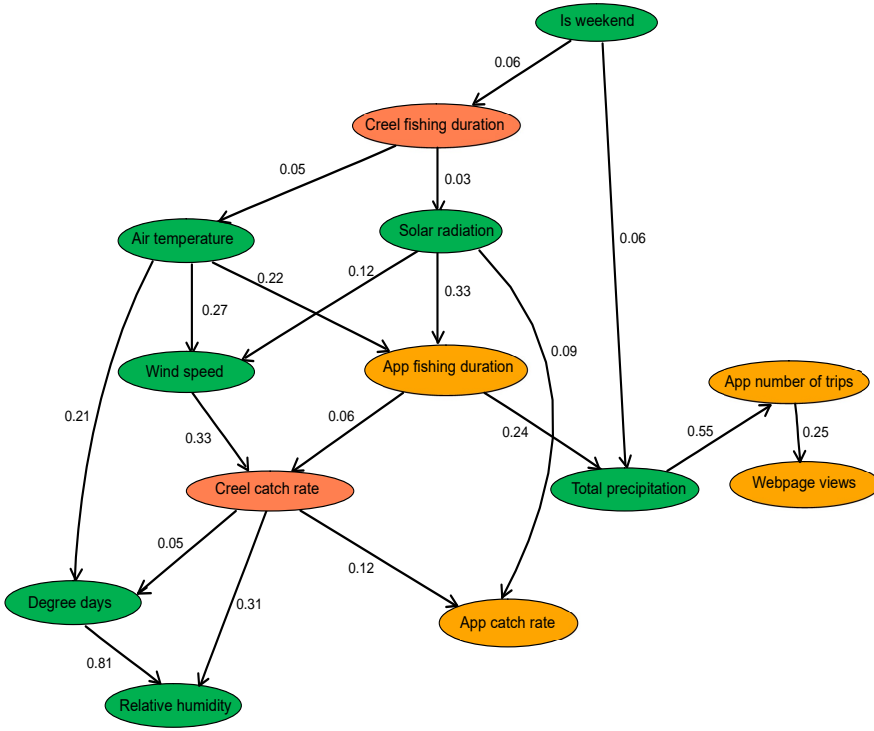 Is weekend
0.06
Creel fishing duration
0.05
0.03
Air temperature
Solar radiation
0.06
0.22
0.12
0.27
0.33
0.09
Wind speed
App fishing duration
App number of trips
0.21
0.33
0.06
0.24
0.55
0.25
Creel catch rate
Total precipitation
Webpage views
0.05
0.12
0.31
Degree days
App catch rate
0.81
Relative humidity